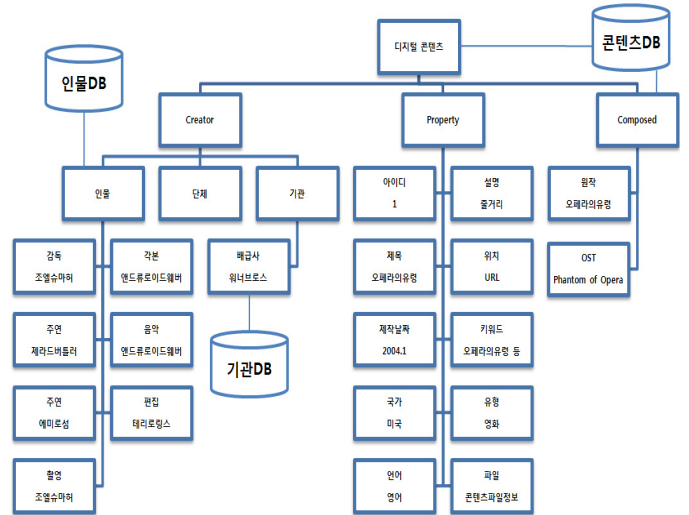 디지털 콘텐츠
콘텐츠DB
인물DB
Creator
Property
Composed
인물
단체
기관
아이디
1
설명
줄거리
원작
오페라의유령
감독
조엘슈마허
각본
앤드류로이드웨버
배급사
워너브로스
제목
오페라의유령
위치
URL
OST
Phantom of Opera
주연
제라드버틀러
음악
앤드류로이드웨버
기관DB
제작날짜
2004.1
키워드
오페라의유령 등
주연
에미로섬
편집
테리로링스
국가
미국
유형
영화
촬영
조엘슈마허
언어
영어
파일
콘텐츠파일정보